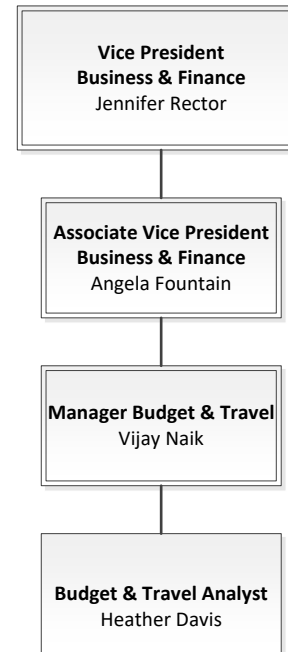 Vice President
Business & Finance
Jennifer Rector
Associate Vice President
Business & Finance
Angela Fountain
Manager Budget & Travel
Vijay Naik
Budget & Travel Analyst
Heather Davis